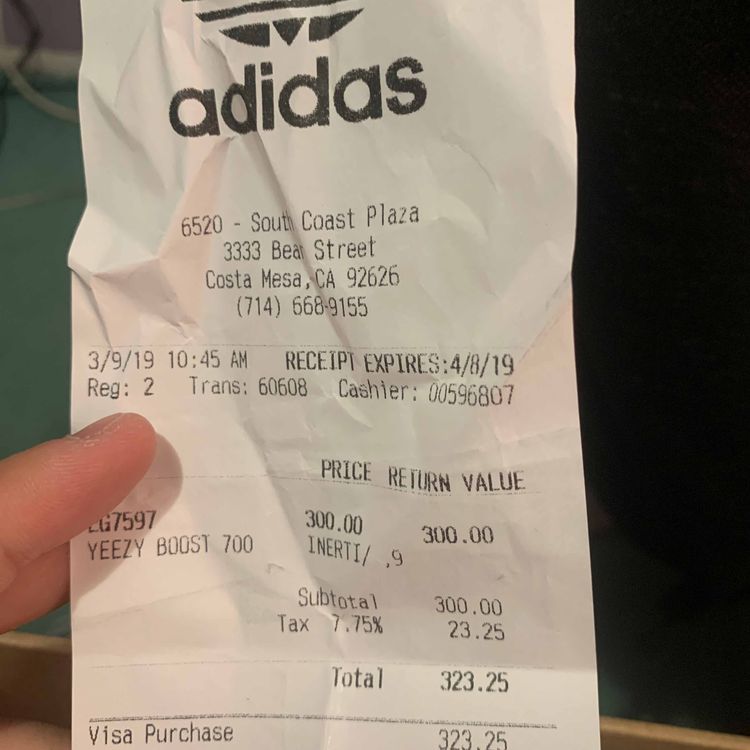 adidas
6520 - South Coast Plaza
3333 Bear Street
Costa Mesa, CA 92626
(714) 668-9155
3/9/19 10:45 AM RECEIPT EXPIRES:4/8/19
Reg: 2 Trans: 60608 Cashier: 00596807
PRICE RETURN VALUE
EG7597 300.00 300.00
YEEZY BOOST 700 INERTI/ ,9
Subtotal 300.00
Tax 7.75% 23.25
Total 323.25
Visa Purchase 323.25